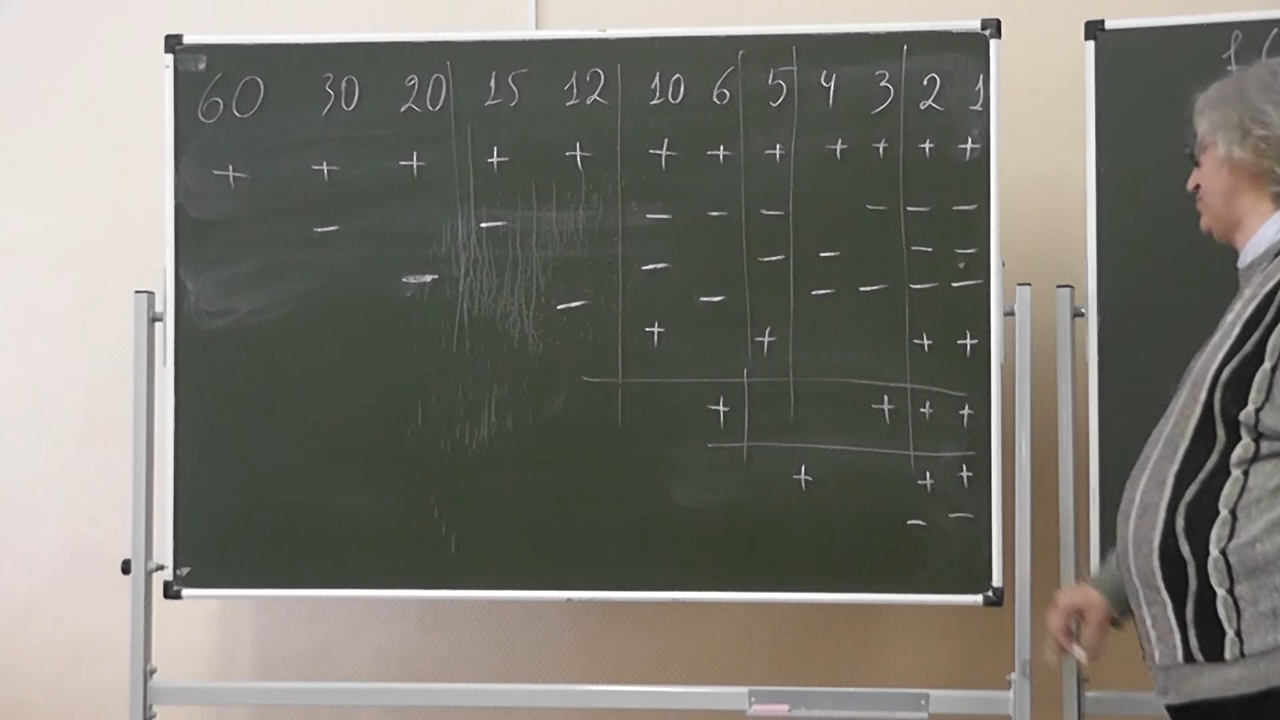 60 30 20 15 12 10 6 5 4 3 2 1
+ + + + + + + + + + + +
− − − − − − − −
− − − − − −
− − − − − −
+ + + +
+ + + +
+ + +
− −